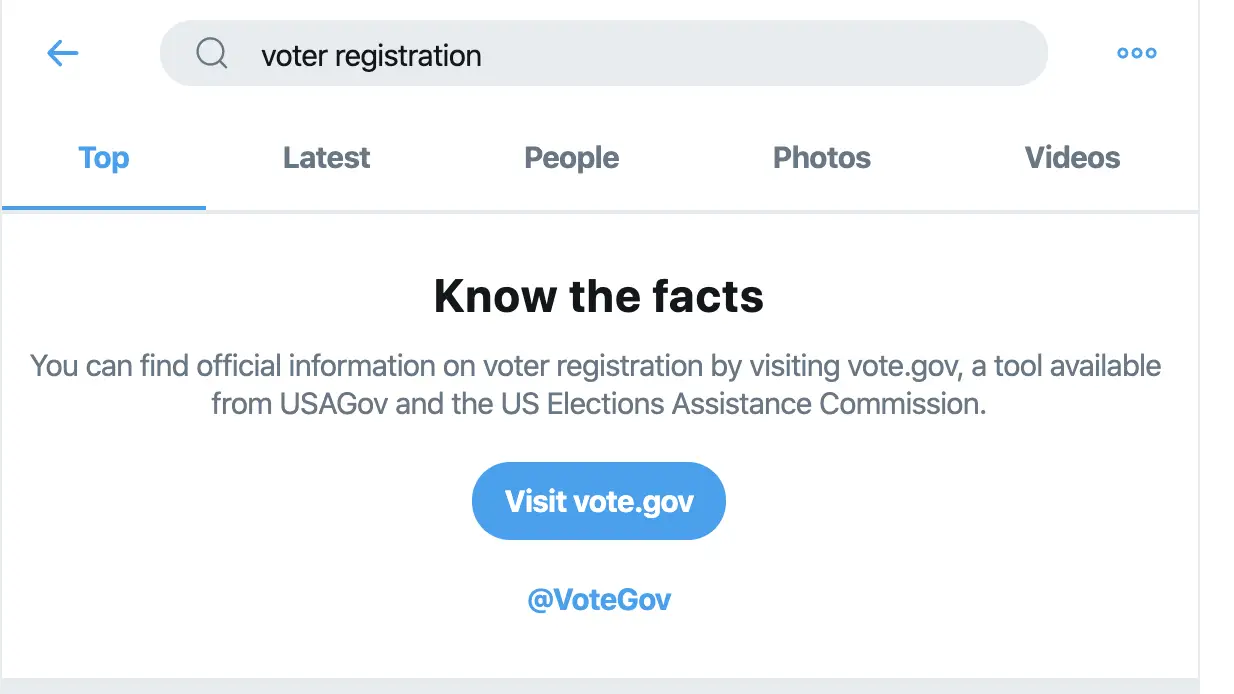 voter registration
Top Latest People Photos Videos
Know the facts
You can find official information on voter registration by visiting vote.gov, a tool available
from USAGov and the US Elections Assistance Commission.
Visit vote.gov
@VoteGov